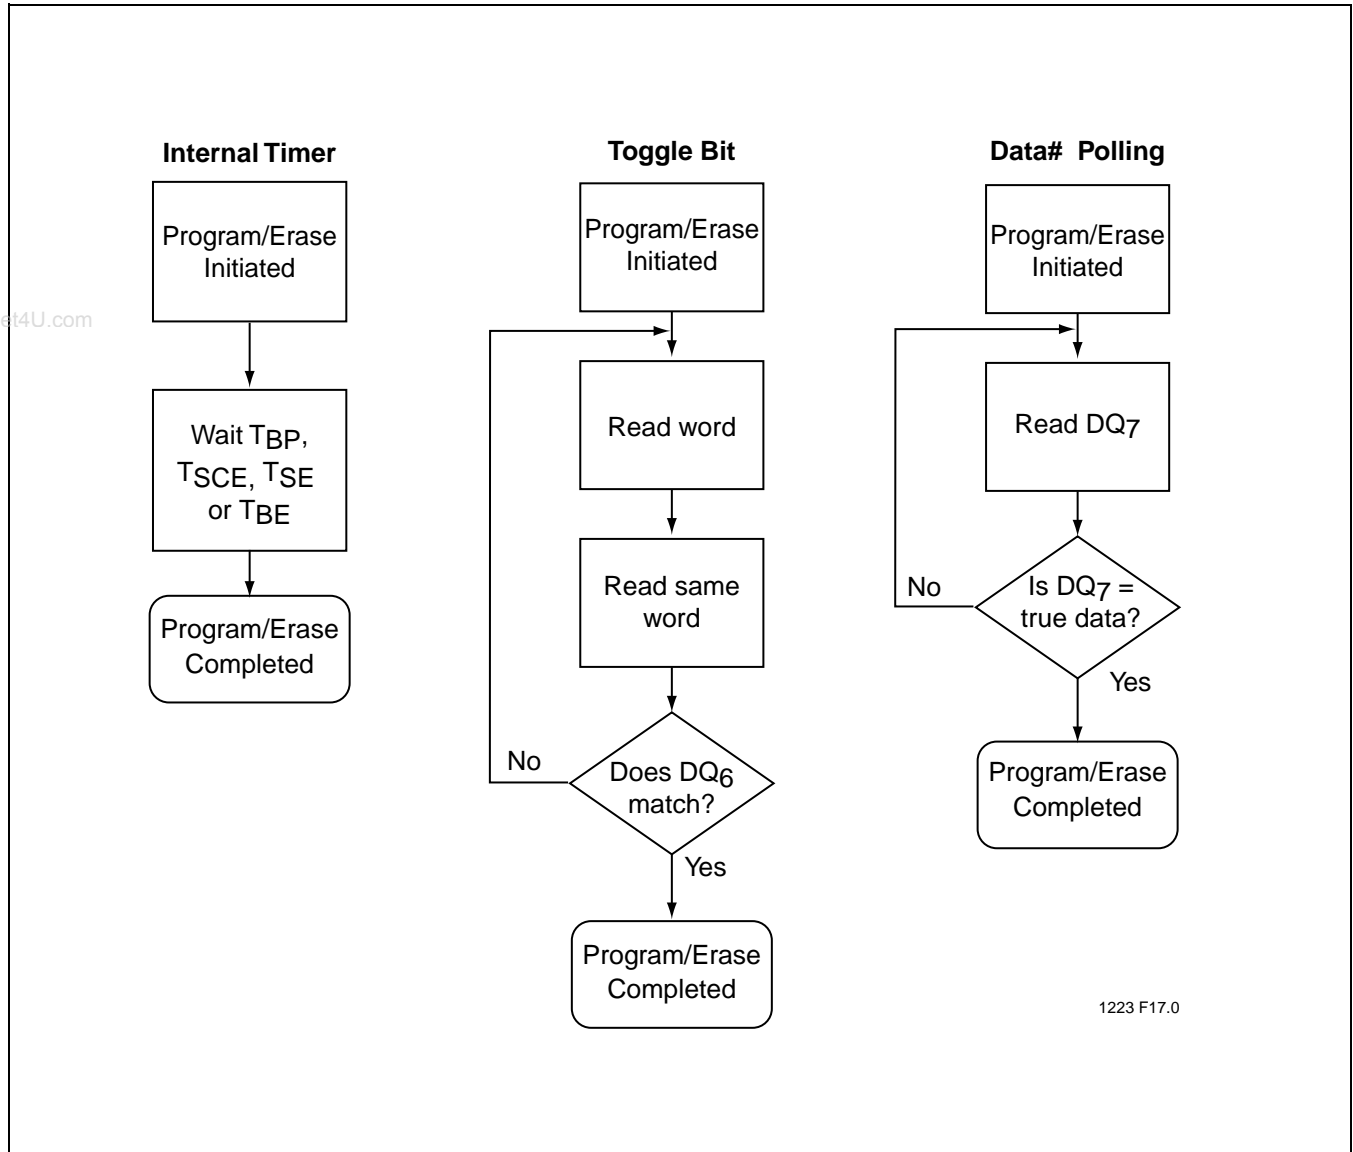 Internal Timer
Program/Erase
Initiated
Wait TBP,
TSCE, TSE
or TBE
Program/Erase
Completed
Toggle Bit
Program/Erase
Initiated
Read word
Read same
word
No
Does DQ6
match?
Yes
Program/Erase
Completed
Data# Polling
Program/Erase
Initiated
Read DQ7
No
Is DQ7 =
true data?
Yes
Program/Erase
Completed
1223 F17.0
et4U.com